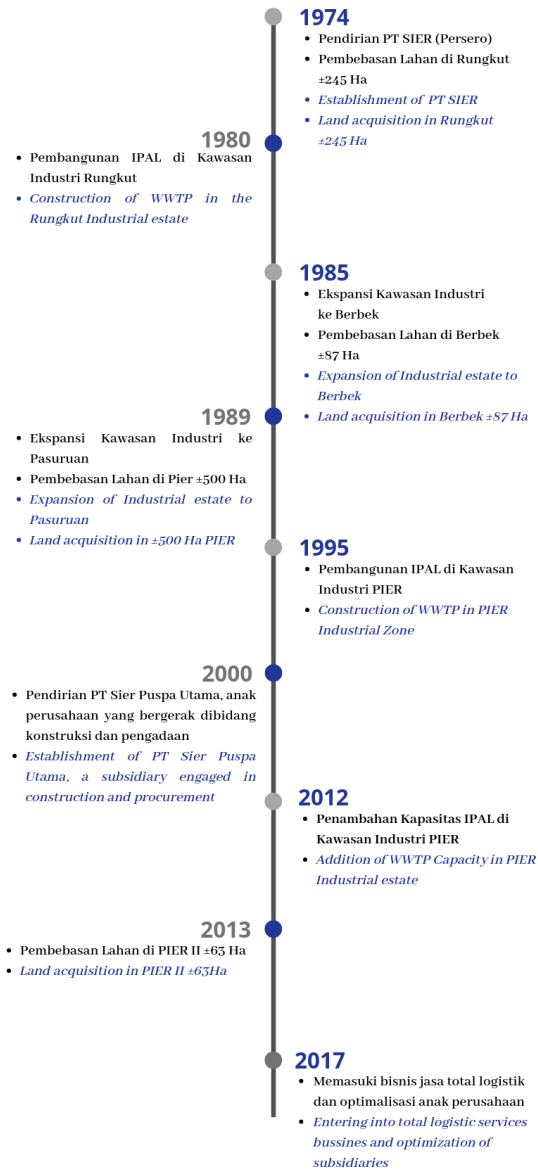 1974
• Pendirian PT SIER (Persero)
• Pembebasan Lahan di Rungkut
±245 Ha
• Establishment of PT SIER
• Land acquisition in Rungkut
±245 Ha
1980
• Pembangunan IPAL di Kawasan
Industri Rungkut
• Construction of WWTP in the
Rungkut Industrial estate
1985
• Ekspansi Kawasan Industri
ke Berbek
• Pembebasan Lahan di Berbek
±87 Ha
• Expansion of Industrial estate to
Berbek
• Land acquisition in Berbek ±87 Ha
1989
• Ekspansi Kawasan Industri ke
Pasuruan
• Pembebasan Lahan di Pier ±500 Ha
• Expansion of Industrial estate to
Pasuruan
• Land acquisition in ±500 Ha PIER
1995
• Pembangunan IPAL di Kawasan
Industri PIER
• Construction of WWTP in PIER
Industrial Zone
2000
• Pendirian PT Sier Puspa Utama, anak
perusahaan yang bergerak dibidang
konstruksi dan pengadaan
• Establishment of PT Sier Puspa
Utama, a subsidiary engaged in
construction and procurement
2012
• Penambahan Kapasitas IPAL di
Kawasan Industri PIER
• Addition of WWTP Capacity in PIER
Industrial estate
2013
• Pembebasan Lahan di PIER II ±63 Ha
• Land acquisition in PIER II ±63Ha
2017
• Memasuki bisnis jasa total logistik
dan optimalisasi anak perusahaan
• Entering into total logistic services
bussines and optimization of
subsidiaries